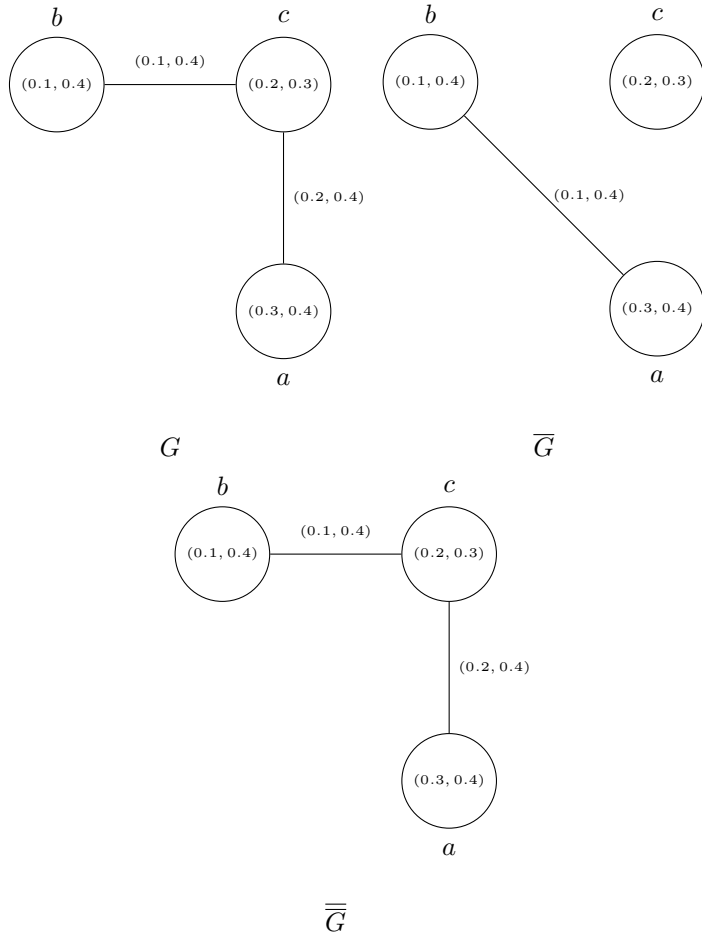 b
c
(0.1, 0.4)
(0.1, 0.4)
(0.2, 0.3)
(0.2, 0.4)
(0.3, 0.4)
a
G
b
c
(0.1, 0.4)
(0.2, 0.3)
(0.1, 0.4)
(0.3, 0.4)
a
G̅
b
c
(0.1, 0.4)
(0.1, 0.4)
(0.2, 0.3)
(0.2, 0.4)
(0.3, 0.4)
a
G̿